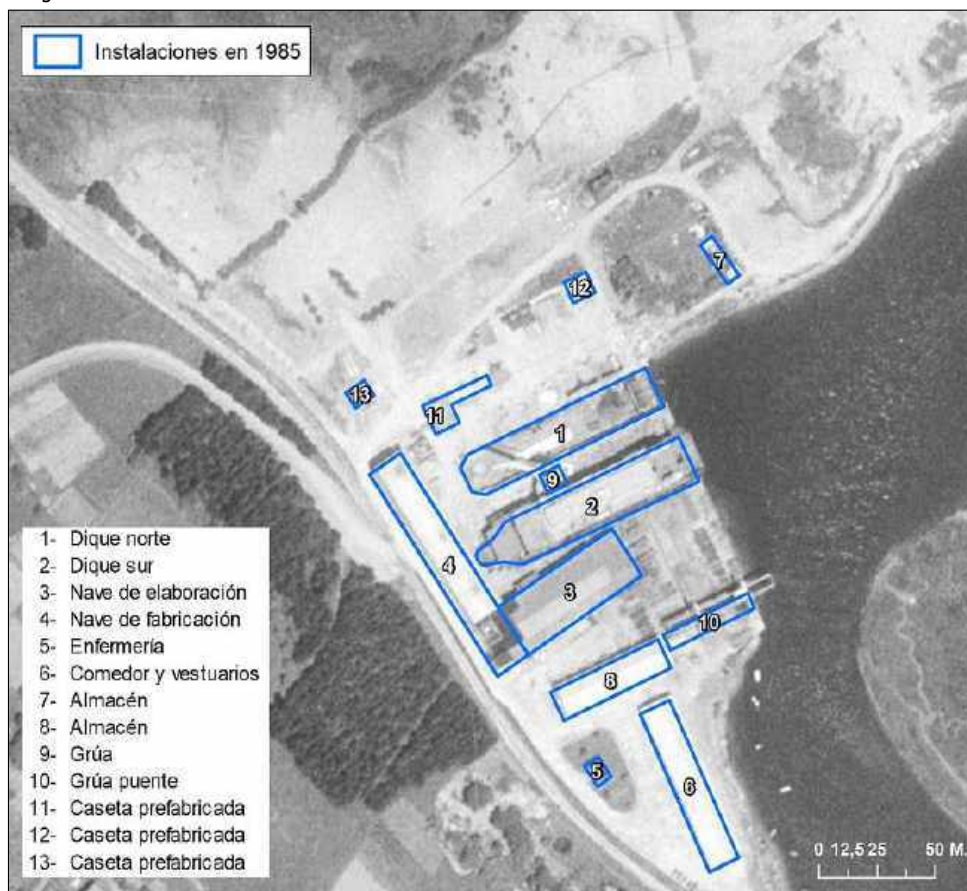 Instalaciones en 1985
7
12
13
11
1
9
2
4
3
10
8
5
6
1- Dique norte
2- Dique sur
3- Nave de elaboración
4- Nave de fabricación
5- Enfermería
6- Comedor y vestuarios
7- Almacén
8- Almacén
9- Grúa
10- Grúa puente
11- Caseta prefabricada
12- Caseta prefabricada
13- Caseta prefabricada
0 12,5 25 50 M.